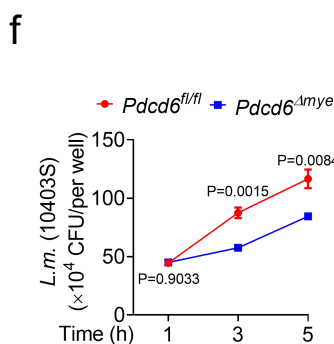 f
Pdcd6fl/fl Pdcd6Δmye
L.m. (10403S)
(×10⁴ CFU/per well)
150
100
50
0
P=0.0084
P=0.0015
P=0.9033
Time (h) 1 3 5